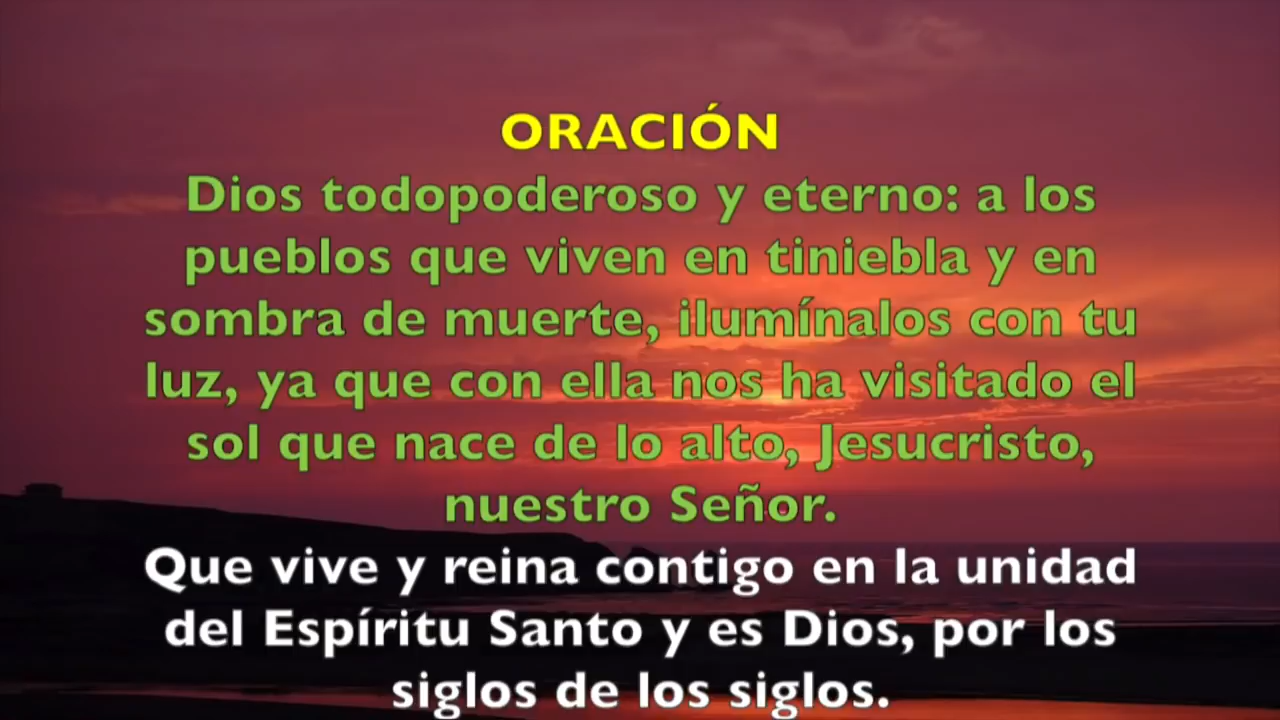 ORACIÓN
Dios todopoderoso y eterno: a los
pueblos que viven en tiniebla y en
sombra de muerte, ilumínalos con tu
luz, ya que con ella nos ha visitado el
sol que nace de lo alto, Jesucristo,
nuestro Señor.
Que vive y reina contigo en la unidad
del Espíritu Santo y es Dios, por los
siglos de los siglos.